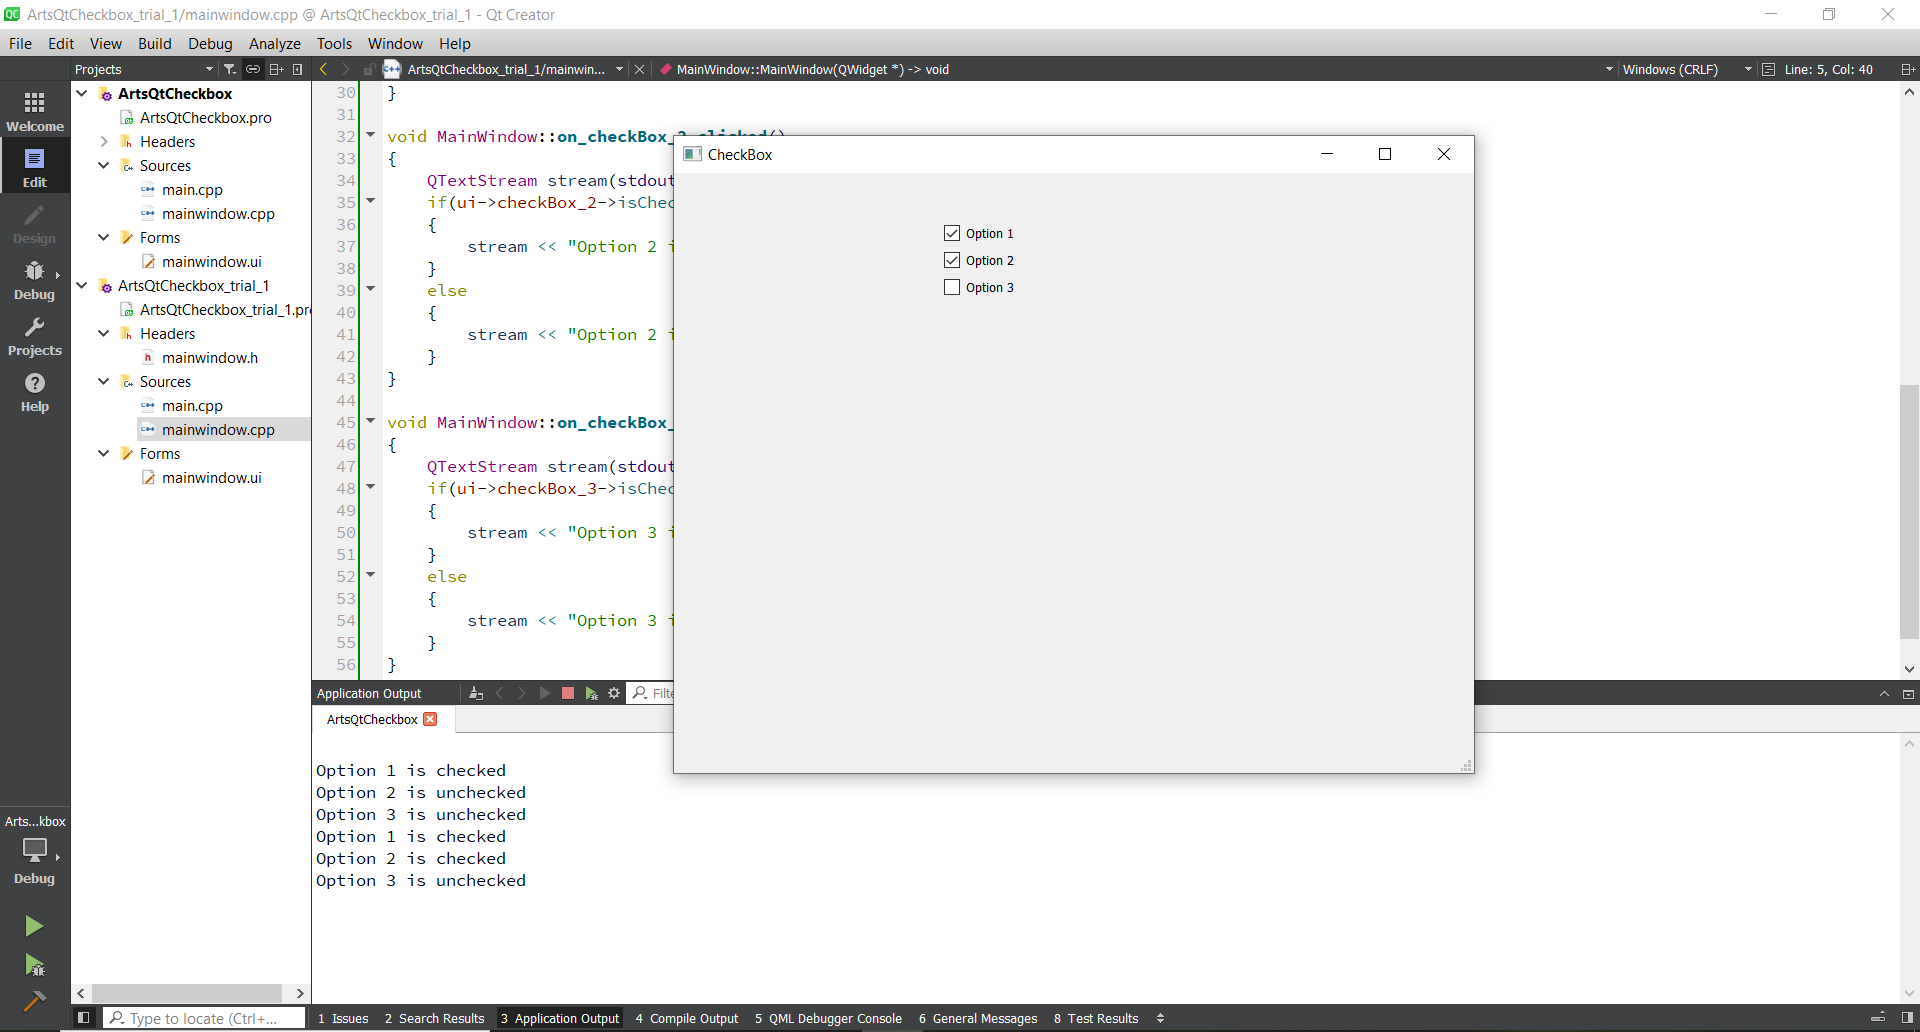 ArtsQtCheckbox_trial_1/mainwindow.cpp @ ArtsQtCheckbox_trial_1 - Qt Creator
File Edit View Build Debug Analyze Tools Window Help
Projects
ArtsQtCheckbox_trial_1/mainwin...
MainWindow::MainWindow(QWidget *) -> void
Windows (CRLF)
Line: 5, Col: 40
Welcome
Edit
Design
Debug
Projects
Help
Arts...kbox
Debug
ArtsQtCheckbox
ArtsQtCheckbox.pro
Headers
Sources
main.cpp
mainwindow.cpp
Forms
mainwindow.ui
ArtsQtCheckbox_trial_1
ArtsQtCheckbox_trial_1.pr
Headers
mainwindow.h
Sources
main.cpp
mainwindow.cpp
Forms
mainwindow.ui
30 }
31
32 void MainWindow::on_checkBox_2_clicked()
33 {
34 QTextStream stream(stdout
35 if(ui->checkBox_2->isChec
36 {
37 stream << "Option 2 i
38 }
39 else
40 {
41 stream << "Option 2 i
42 }
43 }
44
45 void MainWindow::on_checkBox_
46 {
47 QTextStream stream(stdout
48 if(ui->checkBox_3->isChec
49 {
50 stream << "Option 3 i
51 }
52 else
53 {
54 stream << "Option 3 i
55 }
56 }
CheckBox
Option 1
Option 2
Option 3
Application Output
Filte
ArtsQtCheckbox
Option 1 is checked
Option 2 is unchecked
Option 3 is unchecked
Option 1 is checked
Option 2 is checked
Option 3 is unchecked
Type to locate (Ctrl+...
1 Issues 2 Search Results 3 Application Output 4 Compile Output 5 QML Debugger Console 6 General Messages 8 Test Results